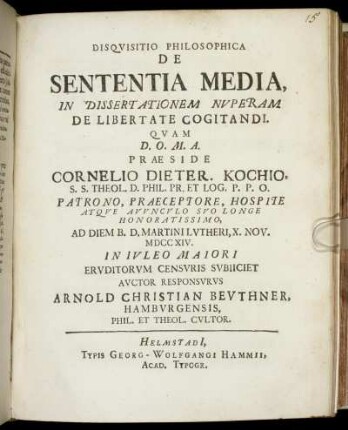 15
DISQVISITIO PHILOSOPHICA
DE
SENTENTIA MEDIA,
IN DISSERTATIONEM NVPERAM
DE LIBERTATE COGITANDI.
QVAM
D. O. M. A.
PRAESIDE
CORNELIO DIETER. KOCHIO.
S. S. THEOL. D. PHIL. PR. ET LOG. P. P. O.
PATRONO, PRAECEPTORE, HOSPITE
ATQVE AVVNCVLO SVO LONGE
HONORATISSIMO,
AD DIEM B. D. MARTINI LVTHERI, X. NOV.
MDCC XIV.
IN IVLEO MAIORI
ERVDITORVM CENSVRIS SVBIICIET
AVCTOR RESPONSVRVS
ARNOLD CHRISTIAN BEVTHNER,
HAMBVRGENSIS,
PHIL. ET THEOL. CVLTOR.
HELMSTADI,
TYPIS GEORG-WOLFGANGI HAMMII,
ACAD. TYPOGR.